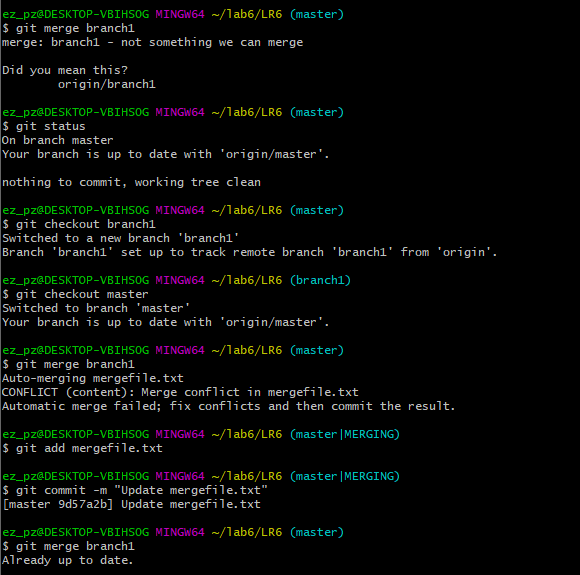 ez_pz@DESKTOP-VBIHSOG MINGW64 ~/lab6/LR6 (master)
$ git merge branch1
merge: branch1 - not something we can merge
Did you mean this?
origin/branch1
ez_pz@DESKTOP-VBIHSOG MINGW64 ~/lab6/LR6 (master)
$ git status
On branch master
Your branch is up to date with 'origin/master'.
nothing to commit, working tree clean
ez_pz@DESKTOP-VBIHSOG MINGW64 ~/lab6/LR6 (master)
$ git checkout branch1
Switched to a new branch 'branch1'
Branch 'branch1' set up to track remote branch 'branch1' from 'origin'.
ez_pz@DESKTOP-VBIHSOG MINGW64 ~/lab6/LR6 (branch1)
$ git checkout master
Switched to branch 'master'
Your branch is up to date with 'origin/master'.
ez_pz@DESKTOP-VBIHSOG MINGW64 ~/lab6/LR6 (master)
$ git merge branch1
Auto-merging mergefile.txt
CONFLICT (content): Merge conflict in mergefile.txt
Automatic merge failed; fix conflicts and then commit the result.
ez_pz@DESKTOP-VBIHSOG MINGW64 ~/lab6/LR6 (master|MERGING)
$ git add mergefile.txt
ez_pz@DESKTOP-VBIHSOG MINGW64 ~/lab6/LR6 (master|MERGING)
$ git commit -m "Update mergefile.txt"
[master 9d57a2b] Update mergefile.txt
ez_pz@DESKTOP-VBIHSOG MINGW64 ~/lab6/LR6 (master)
$ git merge branch1
Already up to date.